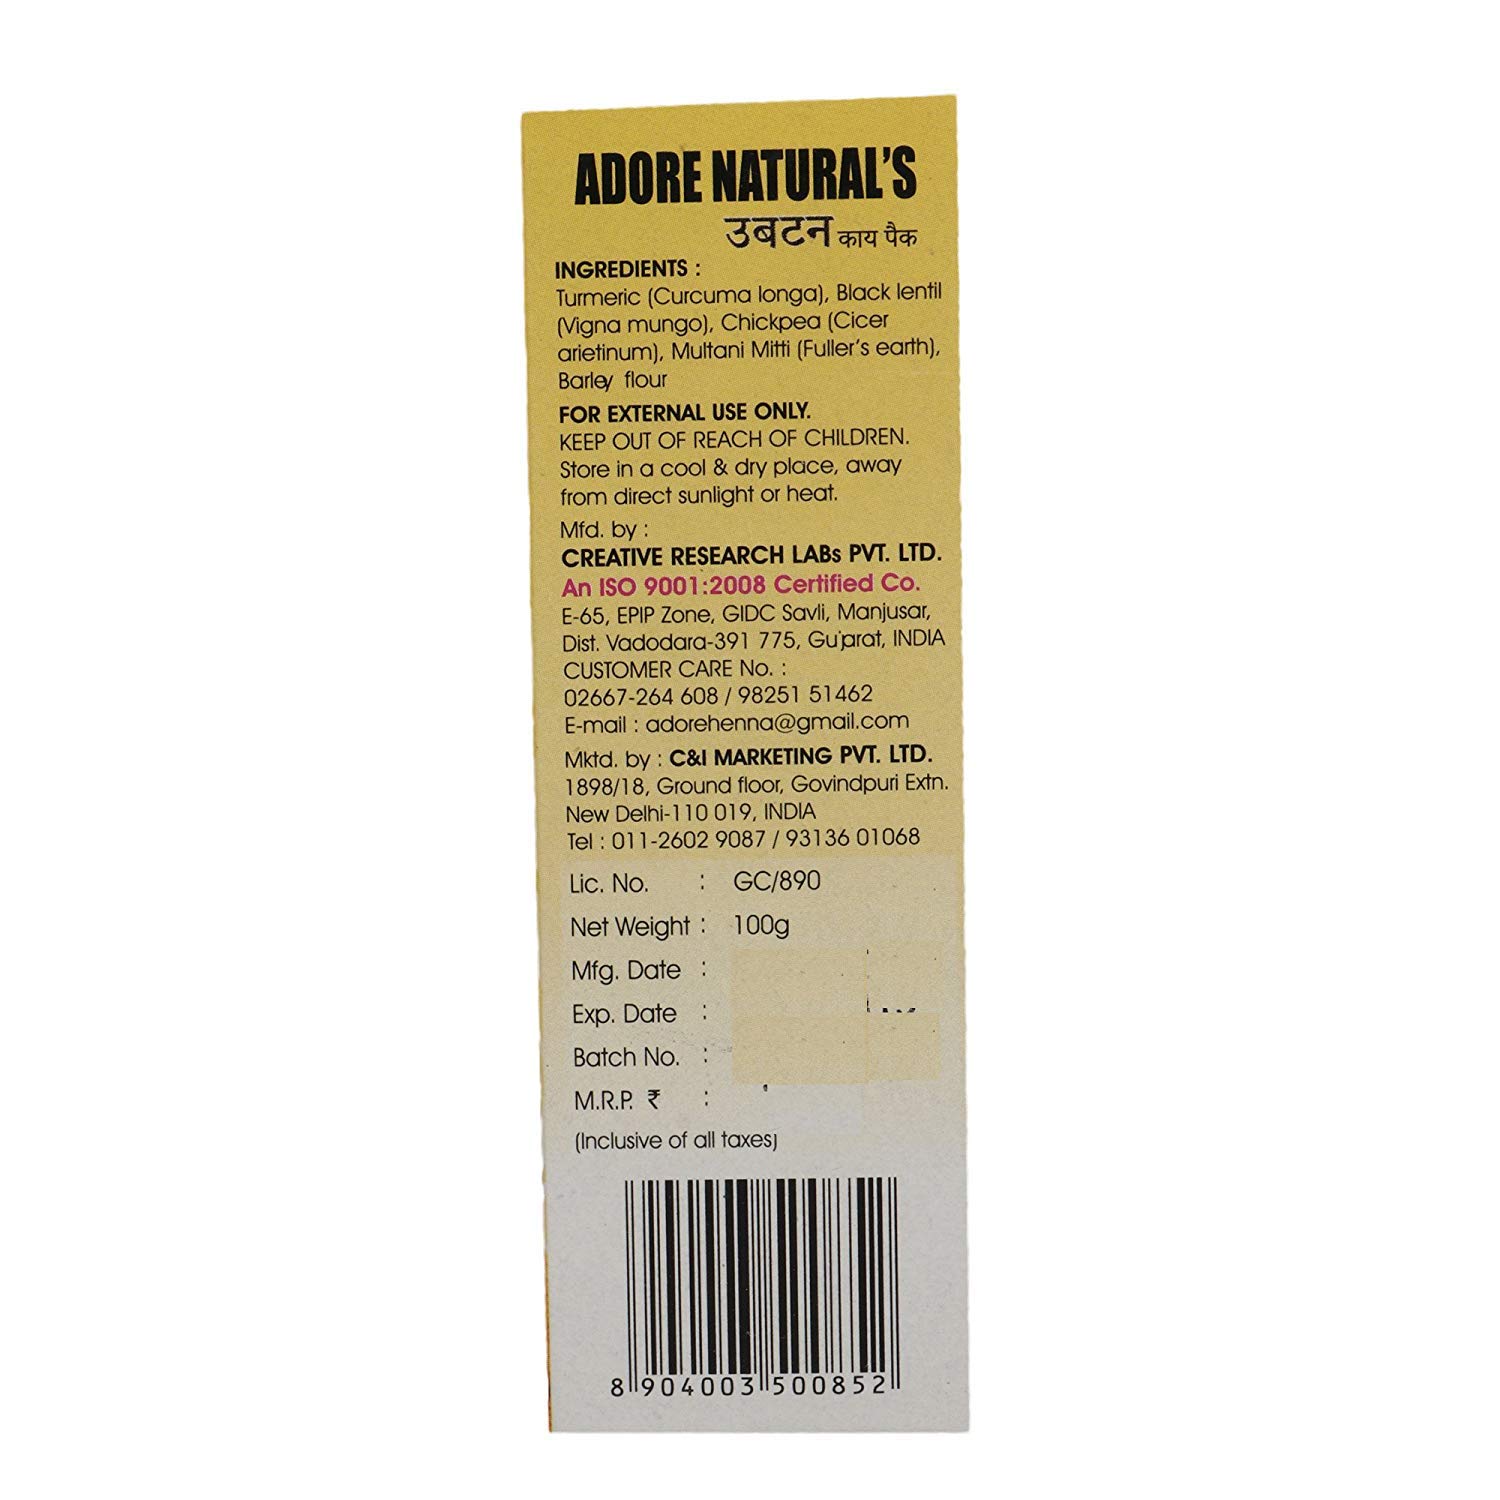 ADORE NATURAL'S
उबटन काय पैक
INGREDIENTS :
Turmeric (Curcuma longa), Black lentil
(Vigna mungo), Chickpea (Cicer
arietinum), Multani Mitti (Fuller's earth),
Barley flour
FOR EXTERNAL USE ONLY.
KEEP OUT OF REACH OF CHILDREN.
Store in a cool & dry place, away
from direct sunlight or heat.
Mfd. by :
CREATIVE RESEARCH LABs PVT. LTD.
An ISO 9001:2008 Certified Co.
E-65, EPIP Zone, GIDC Savli, Manjusar,
Dist. Vadodara-391 775, Gujarat, INDIA
CUSTOMER CARE No. :
02667-264 608 / 98251 51462
E-mail : adorehenna@gmail.com
Mktd. by : C&I MARKETING PVT. LTD.
1898/18, Ground floor, Govindpuri Extn.
New Delhi-110 019, INDIA
Tel : 011-2602 9087 / 93136 01068
Lic. No. : GC/890
Net Weight : 100g
Mfg. Date :
Exp. Date :
Batch No. :
M.R.P. ₹ :
(Inclusive of all taxes)
8 904003 500852